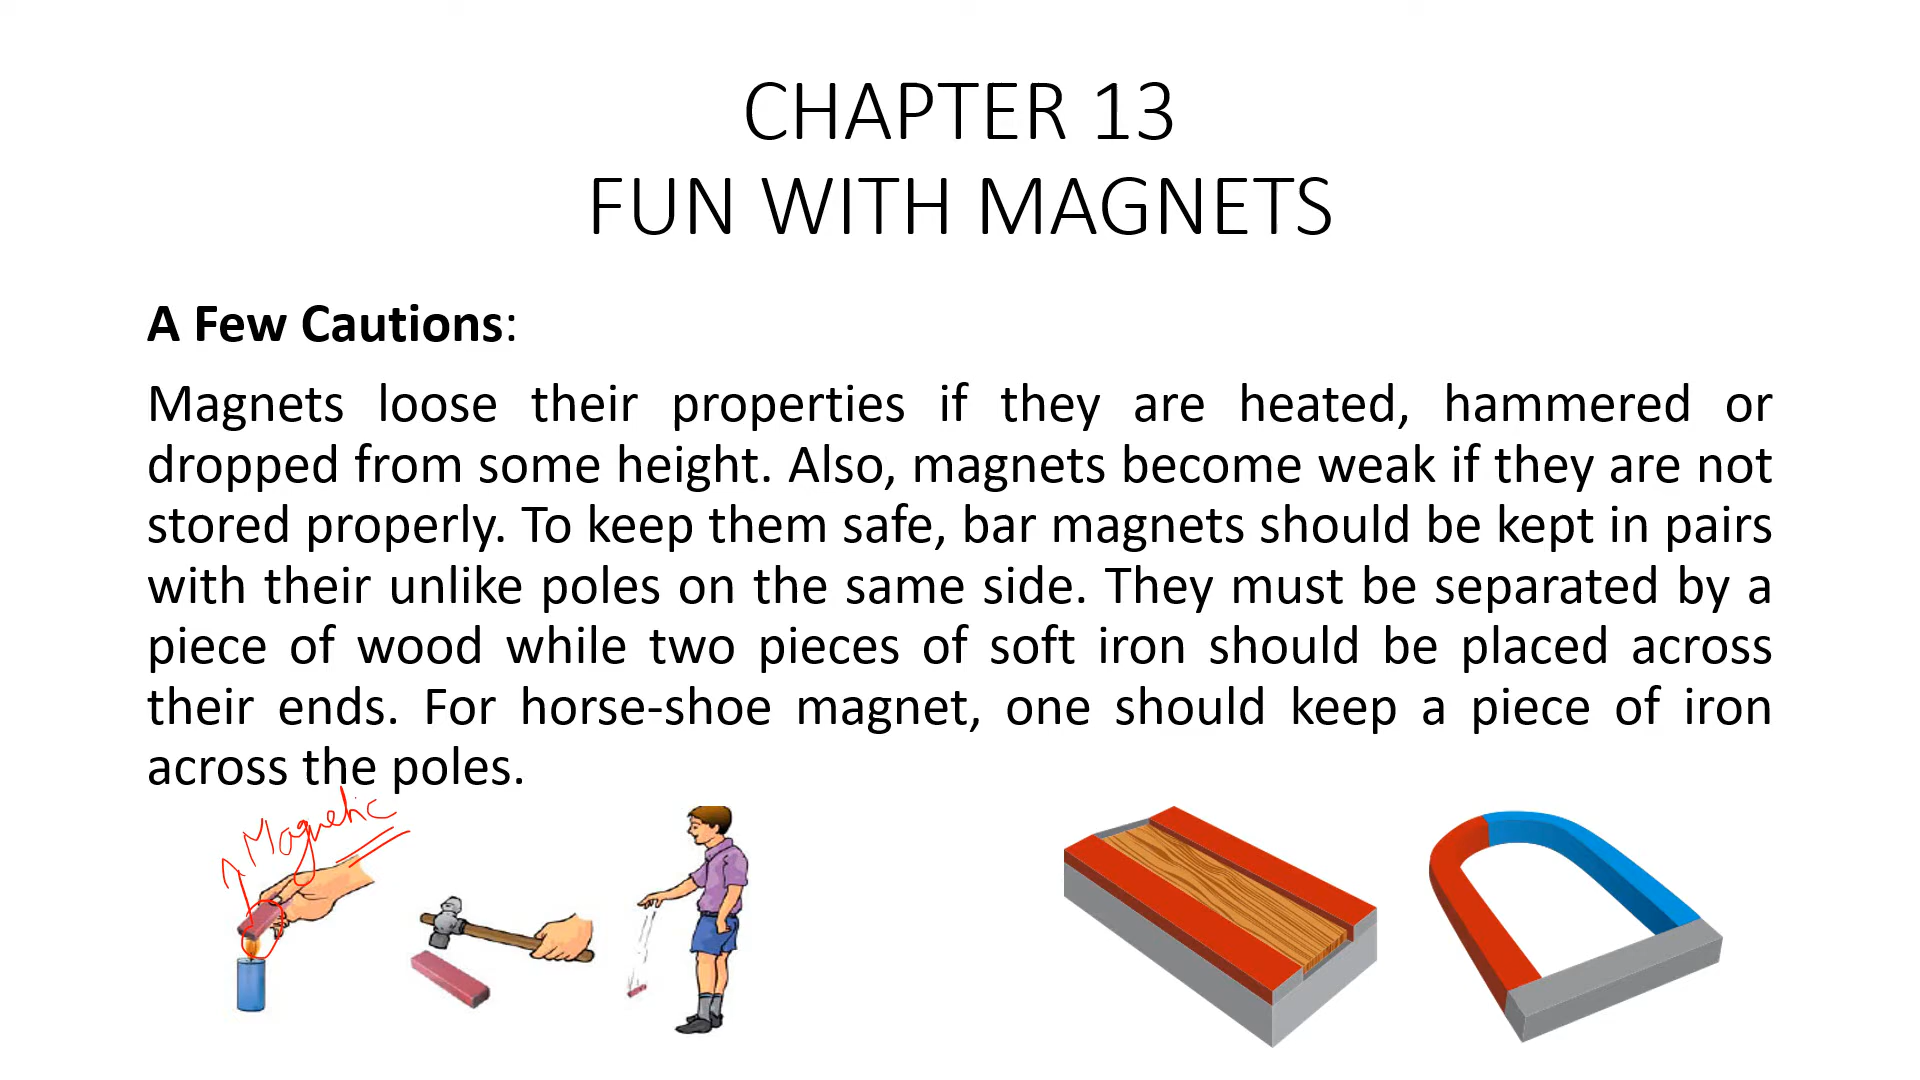 CHAPTER 13
FUN WITH MAGNETS
A Few Cautions:
Magnets loose their properties if they are heated, hammered or
dropped from some height. Also, magnets become weak if they are not
stored properly. To keep them safe, bar magnets should be kept in pairs
with their unlike poles on the same side. They must be separated by a
piece of wood while two pieces of soft iron should be placed across
their ends. For horse-shoe magnet, one should keep a piece of iron
across the poles.
Magnetic